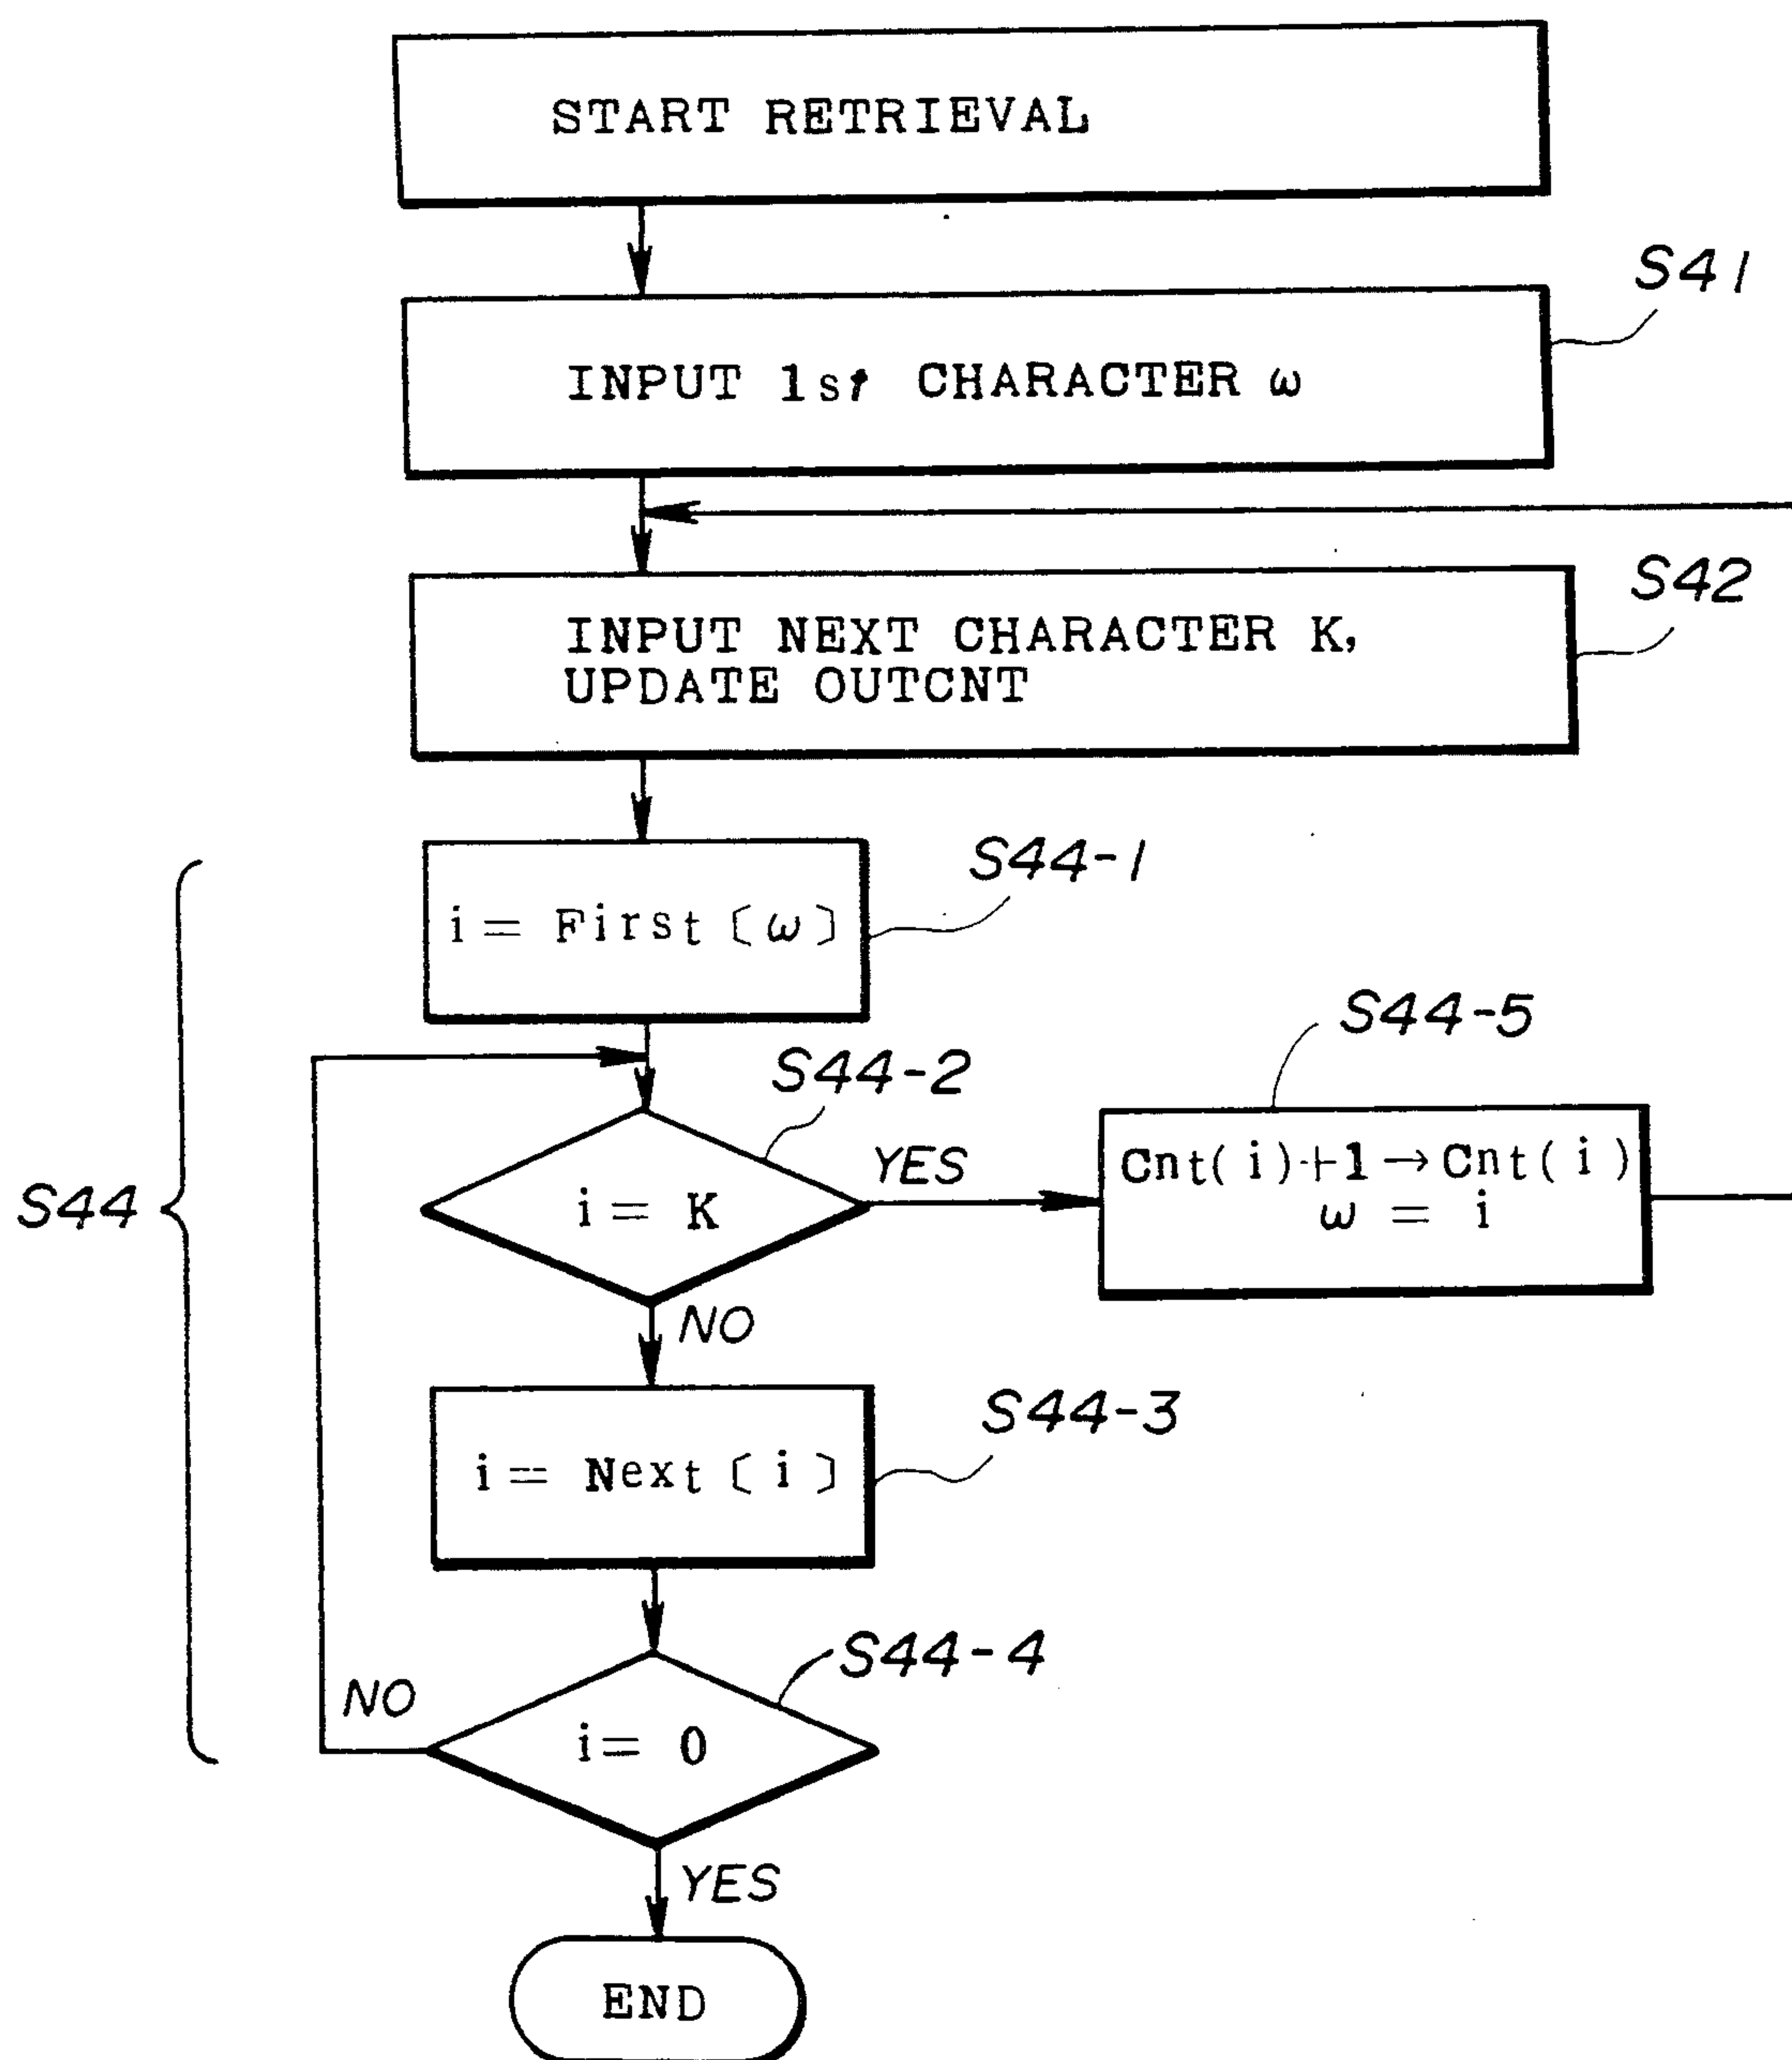 START RETRIEVAL
S41
INPUT 1st CHARACTER ω
S42
INPUT NEXT CHARACTER K,
UPDATE OUTCNT
S44-1
i = First〔ω〕
S44-5
S44-2
Cnt(i)+1→Cnt(i)
ω = i
YES
S44
i = K
NO
S44-3
i = Next〔i〕
S44-4
NO
i = 0
YES
END